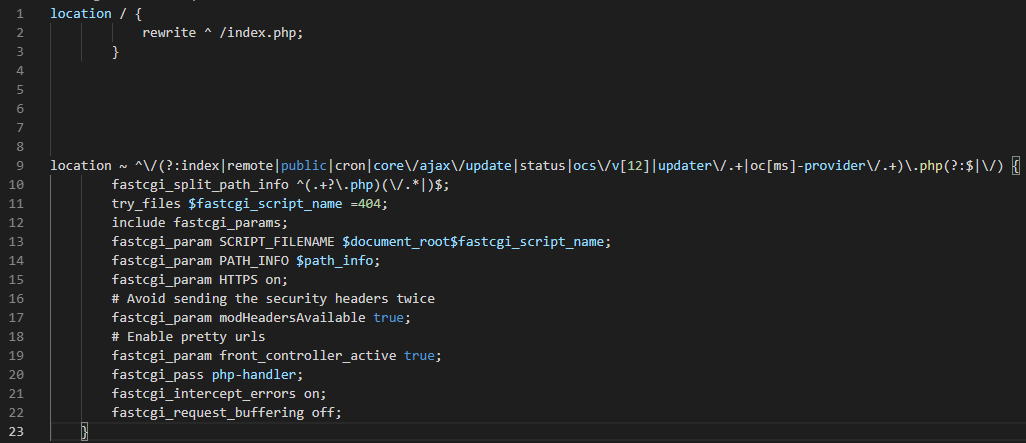 1 location / {
2 rewrite ^ /index.php;
3 }
4
5
6
7
8
9 location ~ ^\/(?:index|remote|public|cron|core\/ajax\/update|status|ocs\/v[12]|updater\/.+|oc[ms]-provider\/.+)\.php(?:$|\/) {
10 fastcgi_split_path_info ^(.+?\.php)(\/.*|)$;
11 try_files $fastcgi_script_name =404;
12 include fastcgi_params;
13 fastcgi_param SCRIPT_FILENAME $document_root$fastcgi_script_name;
14 fastcgi_param PATH_INFO $path_info;
15 fastcgi_param HTTPS on;
16 # Avoid sending the security headers twice
17 fastcgi_param modHeadersAvailable true;
18 # Enable pretty urls
19 fastcgi_param front_controller_active true;
20 fastcgi_pass php-handler;
21 fastcgi_intercept_errors on;
22 fastcgi_request_buffering off;
23 }